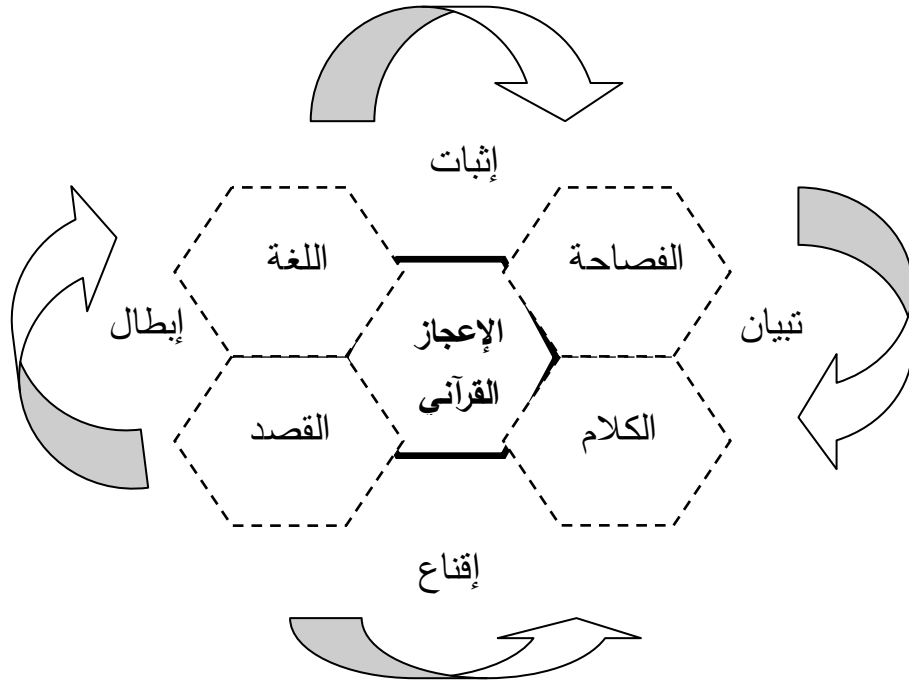 إثبات
الفصاحة
اللغة
تبيان
الإعجاز
القرآني
إبطال
الكلام
القصد
إقناع